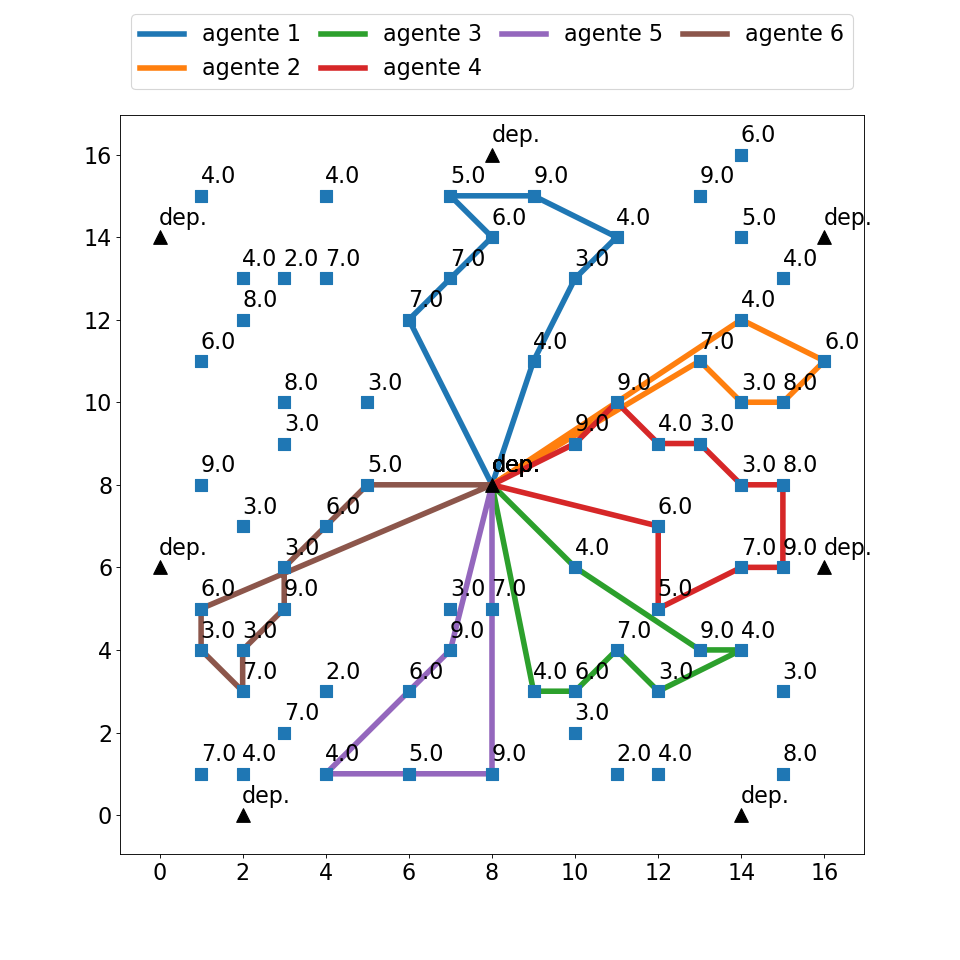 agente 1 agente 3 agente 5 agente 6
agente 2 agente 4
6.0
dep.
4.0 4.0 5.0 9.0 9.0
dep. 6.0 4.0 5.0 dep.
4.0 2.0 7.0 7.0 3.0 4.0
8.0 7.0 4.0
6.0 4.0 7.0 6.0
8.0 3.0 9.0 3.0 8.0
3.0 9.0 4.0 3.0
9.0 5.0 dep. 3.0 8.0
3.0 6.0 6.0
dep. 3.0 4.0 7.0 9.0 dep.
6.0 9.0 3.0 7.0 5.0
3.0 3.0 9.0 7.0 9.0 4.0
7.0 2.0 6.0 4.0 6.0 3.0 3.0
7.0 3.0
7.0 4.0 4.0 5.0 9.0 2.0 4.0 8.0
dep. dep.
16
14
12
10
8
6
4
2
0
0 2 4 6 8 10 12 14 16